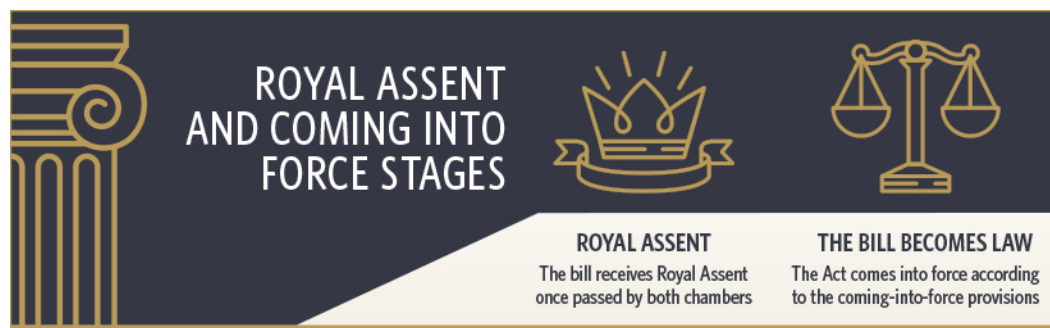 ROYAL ASSENT
AND COMING INTO
FORCE STAGES
ROYAL ASSENT
The bill receives Royal Assent
once passed by both chambers
THE BILL BECOMES LAW
The Act comes into force according
to the coming-into-force provisions